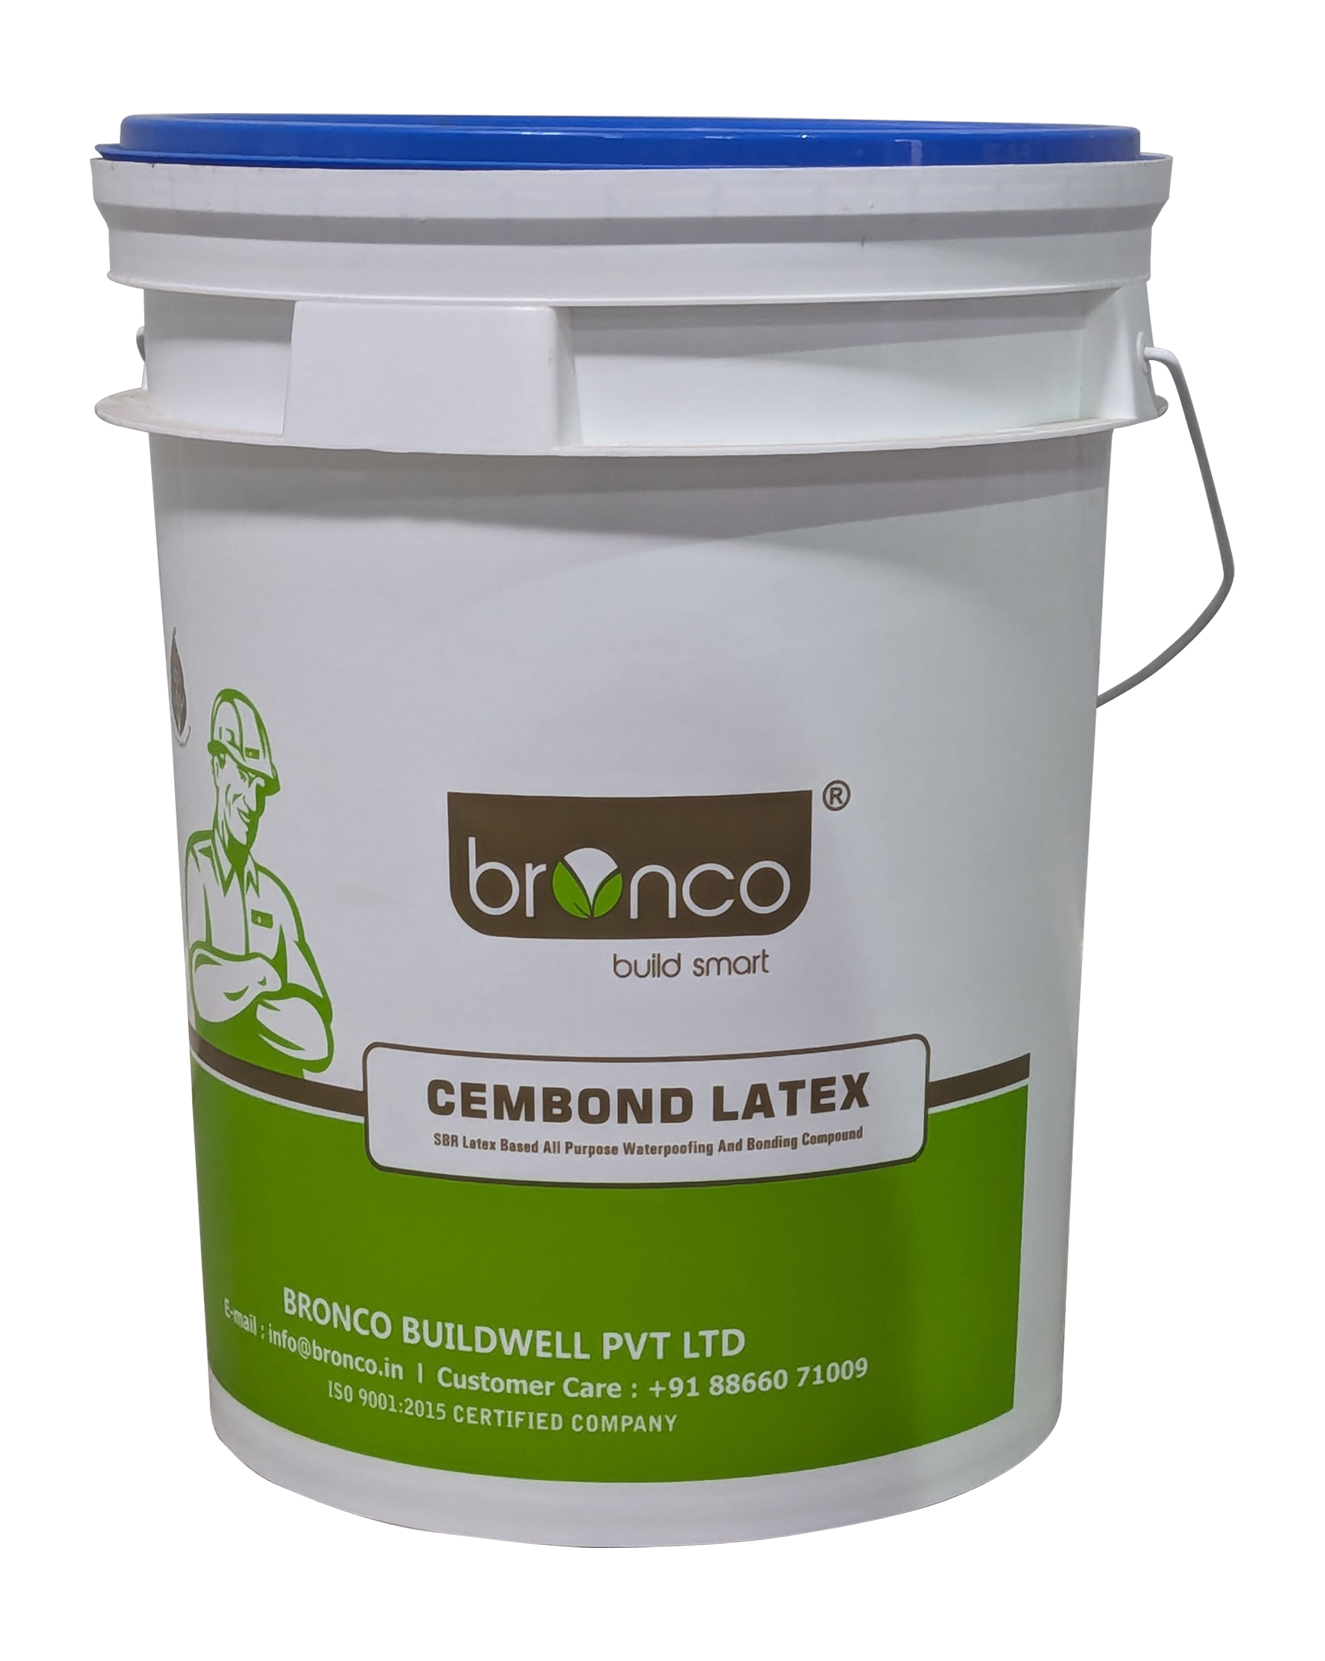 bronco
®
build smart
CEMBOND LATEX
SBR Latex Based All Purpose Waterpoofing And Bonding Compound
BRONCO BUILDWELL PVT LTD
E-mail : info@bronco.in | Customer Care : +91 88660 71009
ISO 9001:2015 CERTIFIED COMPANY